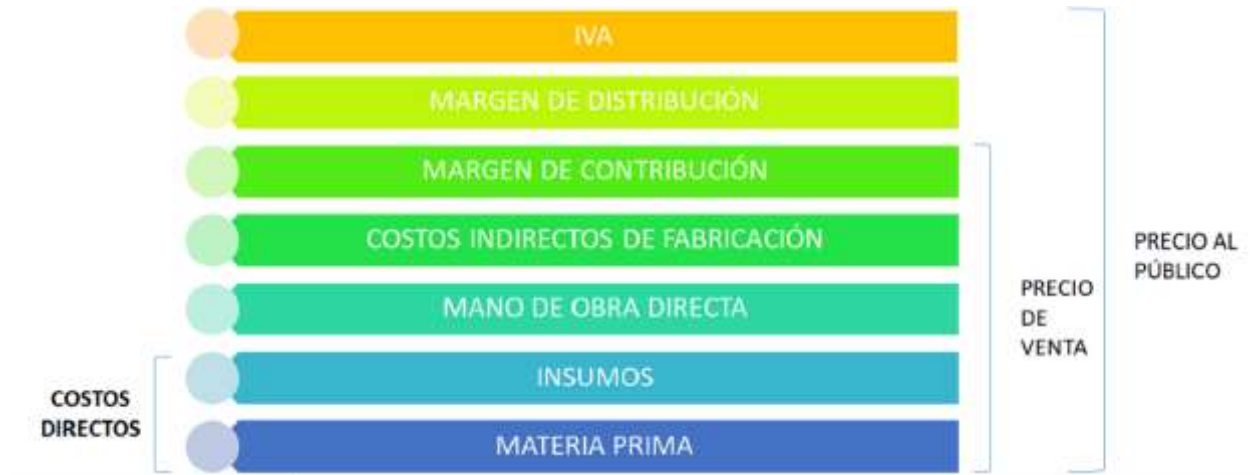 IVA
MARGEN DE DISTRIBUCIÓN
MARGEN DE CONTRIBUCIÓN
COSTOS INDIRECTOS DE FABRICACIÓN
MANO DE OBRA DIRECTA
INSUMOS
MATERIA PRIMA
COSTOS
DIRECTOS
PRECIO
DE
VENTA
PRECIO AL
PÚBLICO